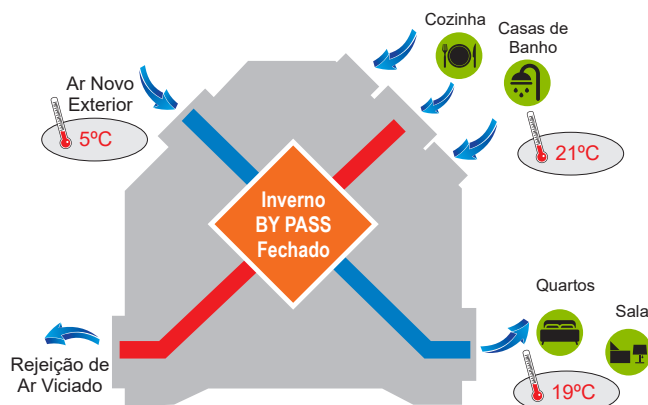 Cozinha
Casas de
Banho
Ar Novo
Exterior
5ºC
21ºC
Inverno
BY PASS
Fechado
Quartos
Sala
Rejeição de
Ar Viciado
19ºC